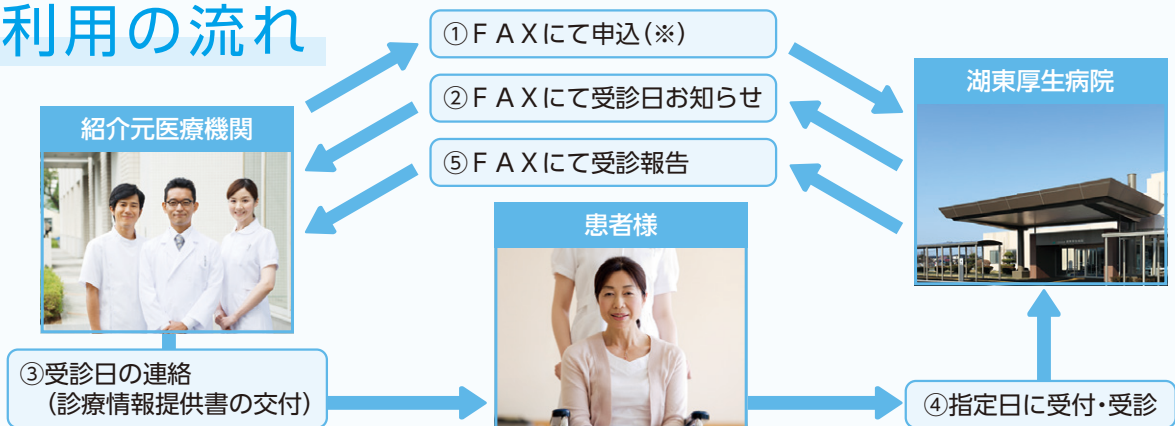 利用の流れ
①ＦＡＸにて申込(※)
②ＦＡＸにて受診日お知らせ
⑤ＦＡＸにて受診報告
紹介元医療機関
湖東厚生病院
患者様
③受診日の連絡
(診療情報提供書の交付)
④指定日に受付・受診